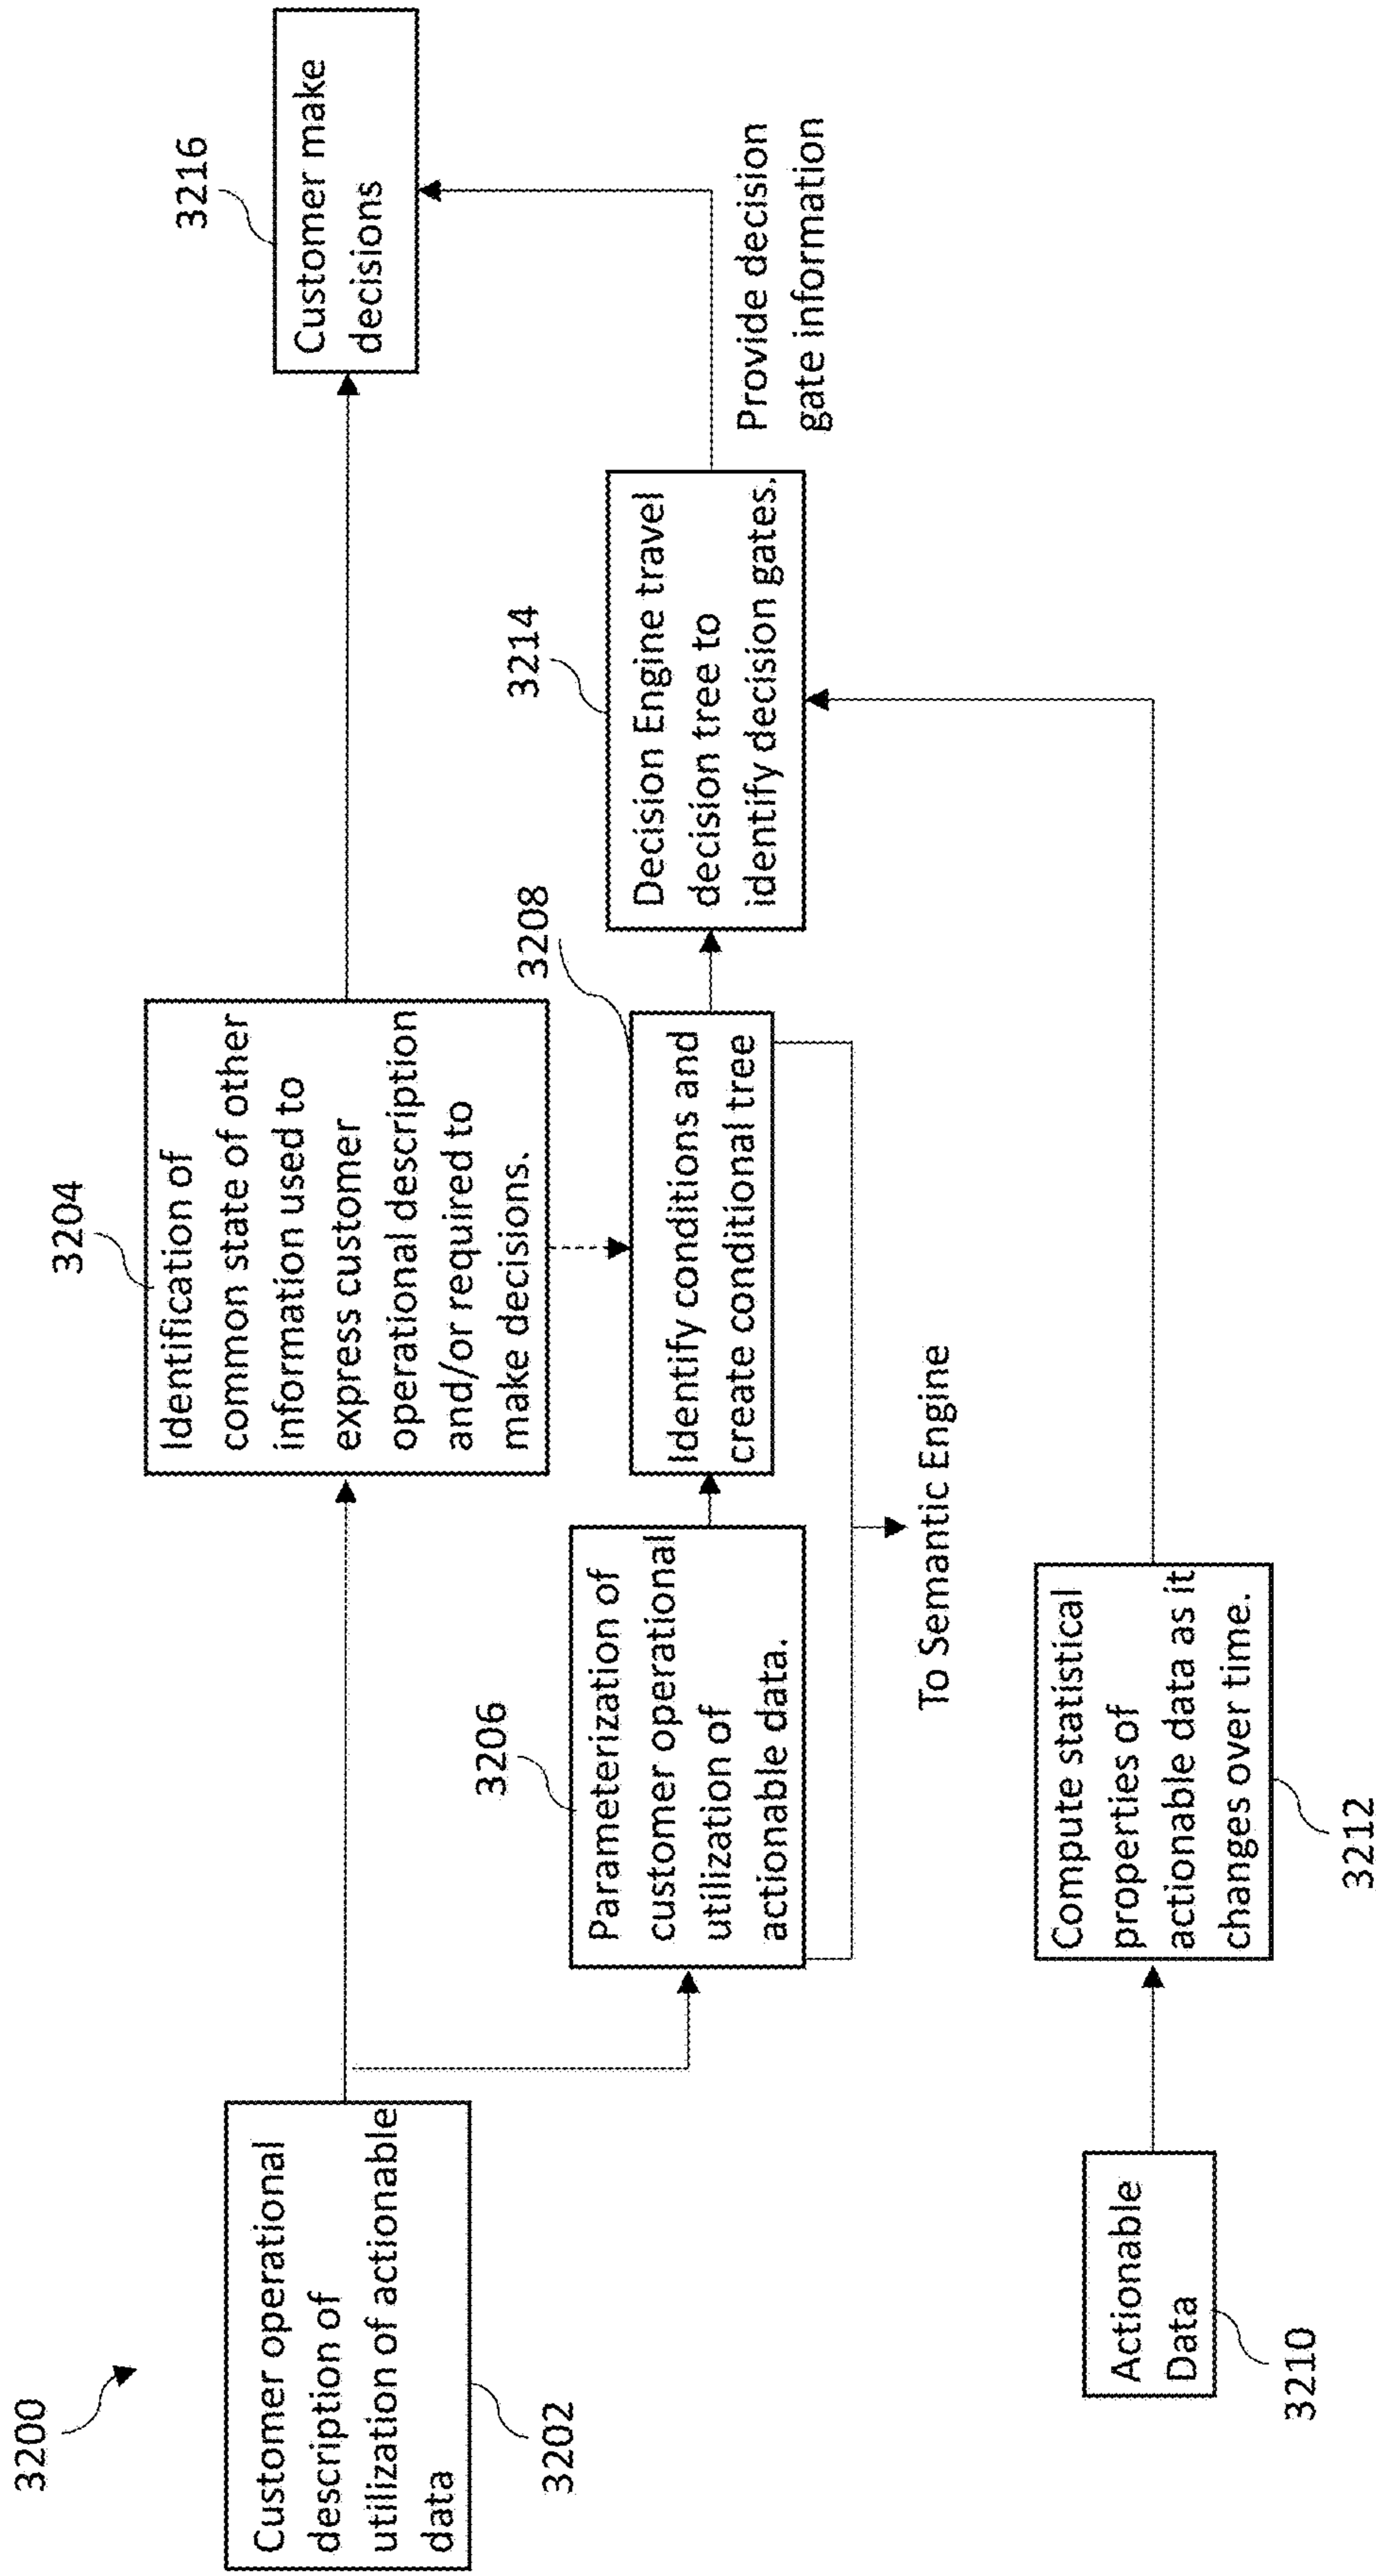 3200
Customer operational
description of
utilization of actionable
data
3202
3204
Identification of
common state of other
information used to
express customer
operational description
and/or required to
make decisions.
3216
Customer make
decisions
3206
Parameterization of
customer operational
utilization of
actionable data.
3208
Identify conditions and
create conditional tree
3214
Decision Engine travel
decision tree to
identify decision gates.
Provide decision
gate information
To Semantic Engine
Actionable
Data
3210
Compute statistical
properties of
actionable data as it
changes over time.
3212